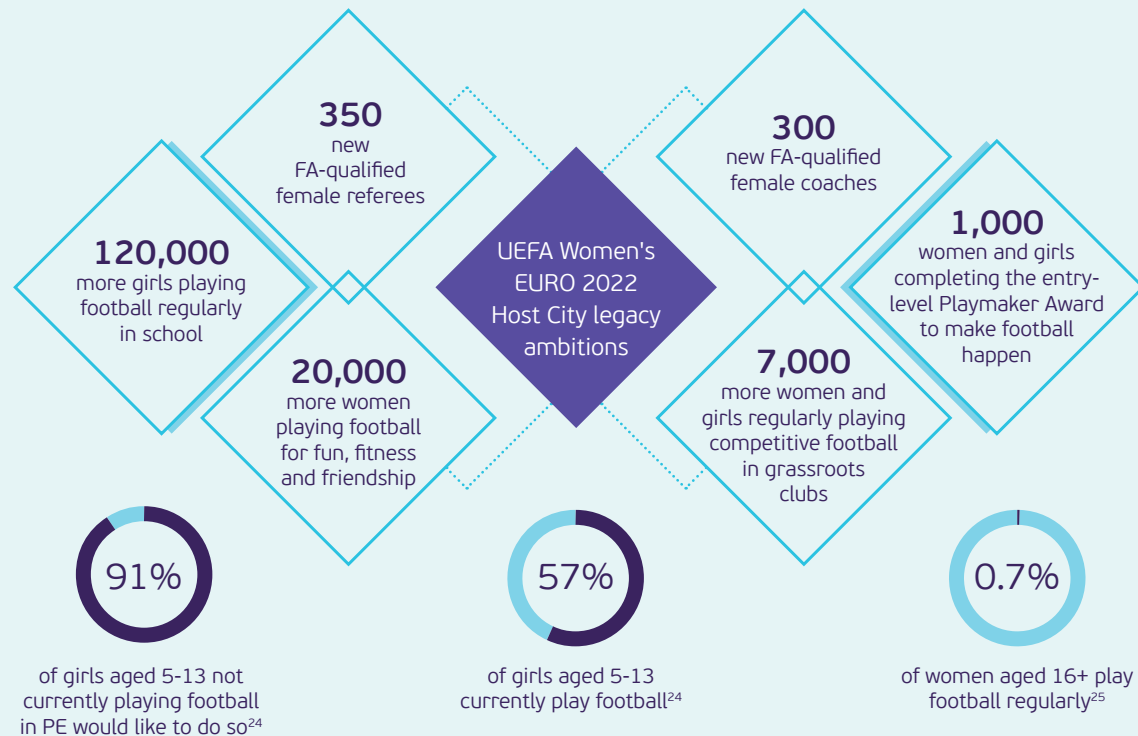 350
new
FA-qualified
female referees
300
new FA-qualified
female coaches
120,000
more girls playing
football regularly
in school
UEFA Women's
EURO 2022
Host City legacy
ambitions
1,000
women and girls
completing the entry-
level Playmaker Award
to make football
happen
20,000
more women
playing football
for fun, fitness
and friendship
7,000
more women and
girls regularly playing
competitive football
in grassroots
clubs
91%
of girls aged 5-13 not
currently playing football
in PE would like to do so²⁴
57%
of girls aged 5-13
currently play football²⁴
0.7%
of women aged 16+ play
football regularly²⁵